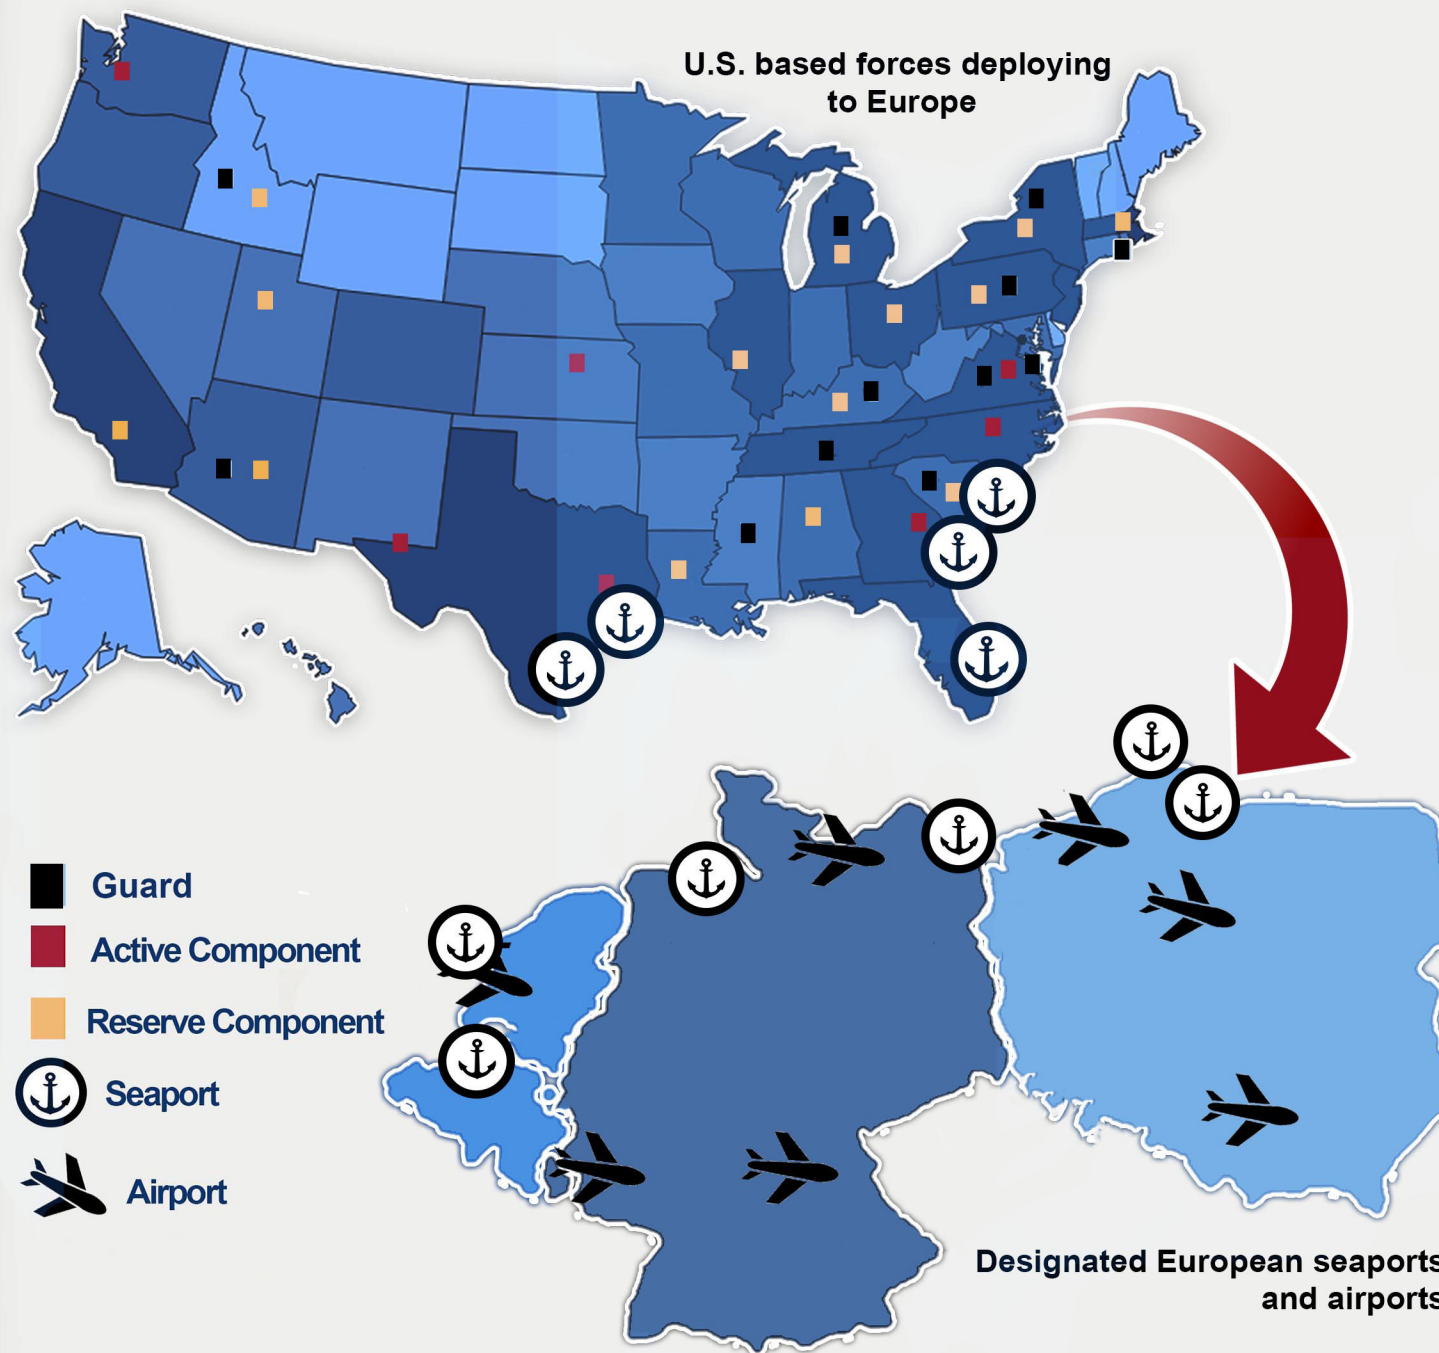 U.S. based forces deploying
to Europe
Guard
Active Component
Reserve Component
Seaport
Airport
Designated European seaports
and airports